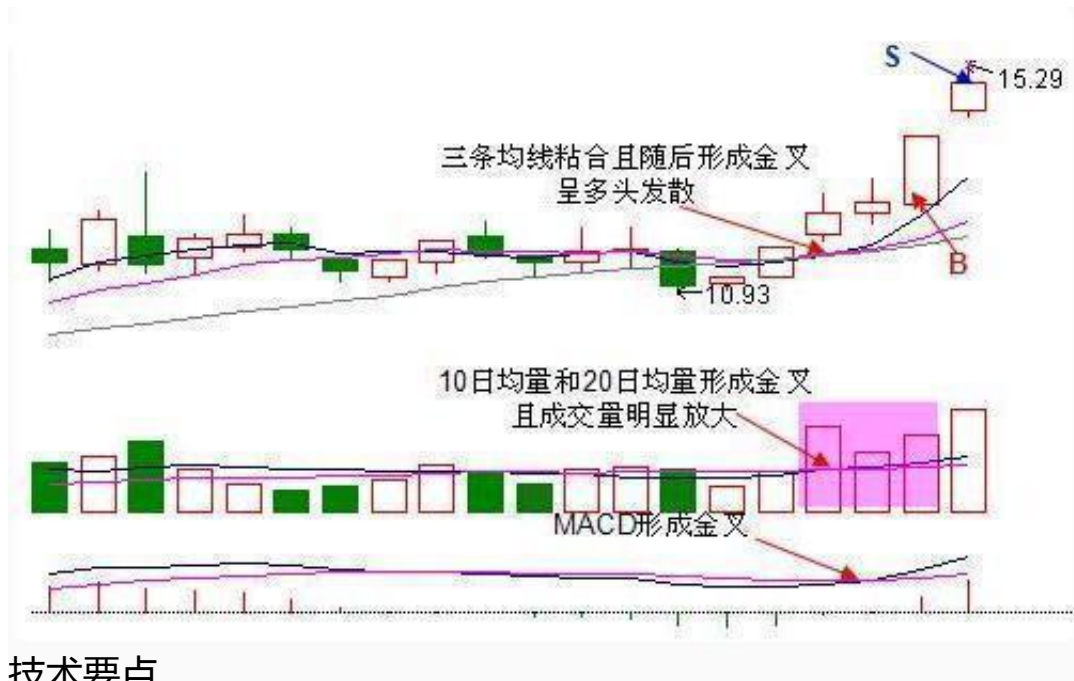 S
15.29
三条均线粘合且随后形成金叉
呈多头发散
B
10.93
10日均量和20日均量形成金叉
且成交量明显放大
MACD形成金叉
技术要点